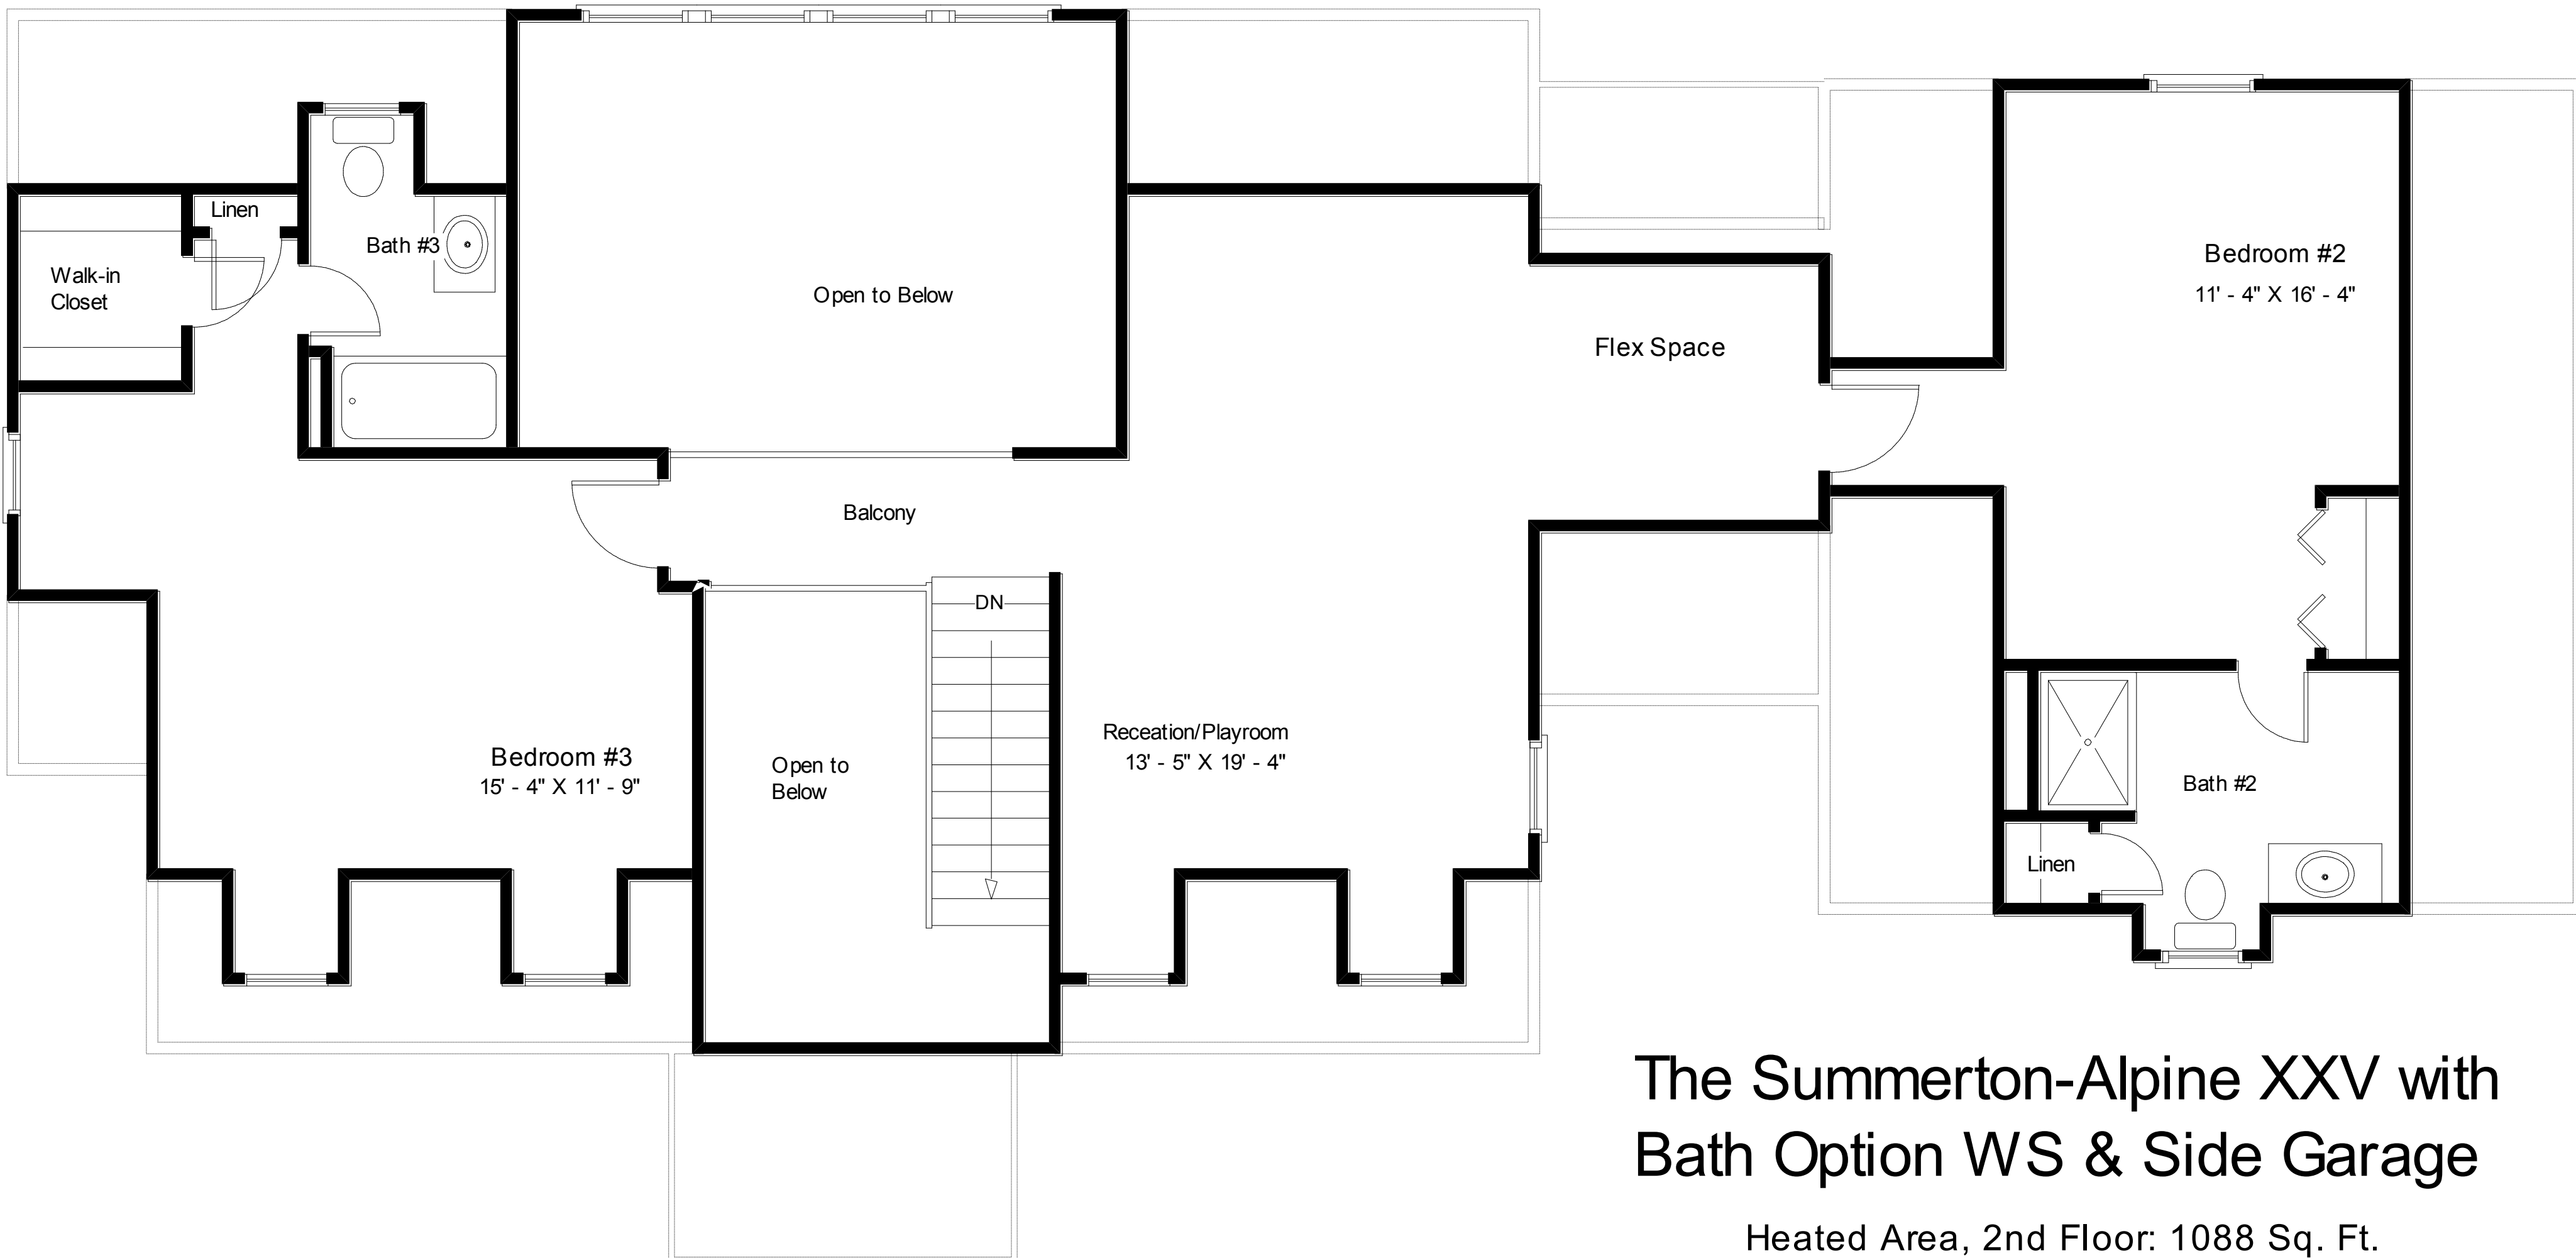 Linen
Bath #3
Walk-in
Closet
Open to Below
Bedroom #2
11' - 4" X 16' - 4"
Flex Space
Balcony
DN
Bedroom #3
15' - 4" X 11' - 9"
Open to
Below
Receation/Playroom
13' - 5" X 19' - 4"
Bath #2
Linen
The Summerton-Alpine XXV with
Bath Option WS & Side Garage
Heated Area, 2nd Floor: 1088 Sq. Ft.